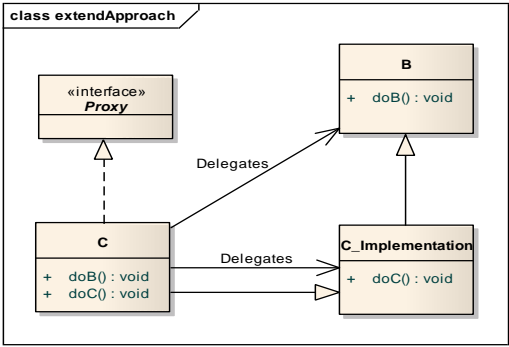 class extendApproach
«interface»
Proxy
B
+ doB() : void
Delegates
C
+ doB() : void
+ doC() : void
Delegates
C_Implementation
+ doC() : void